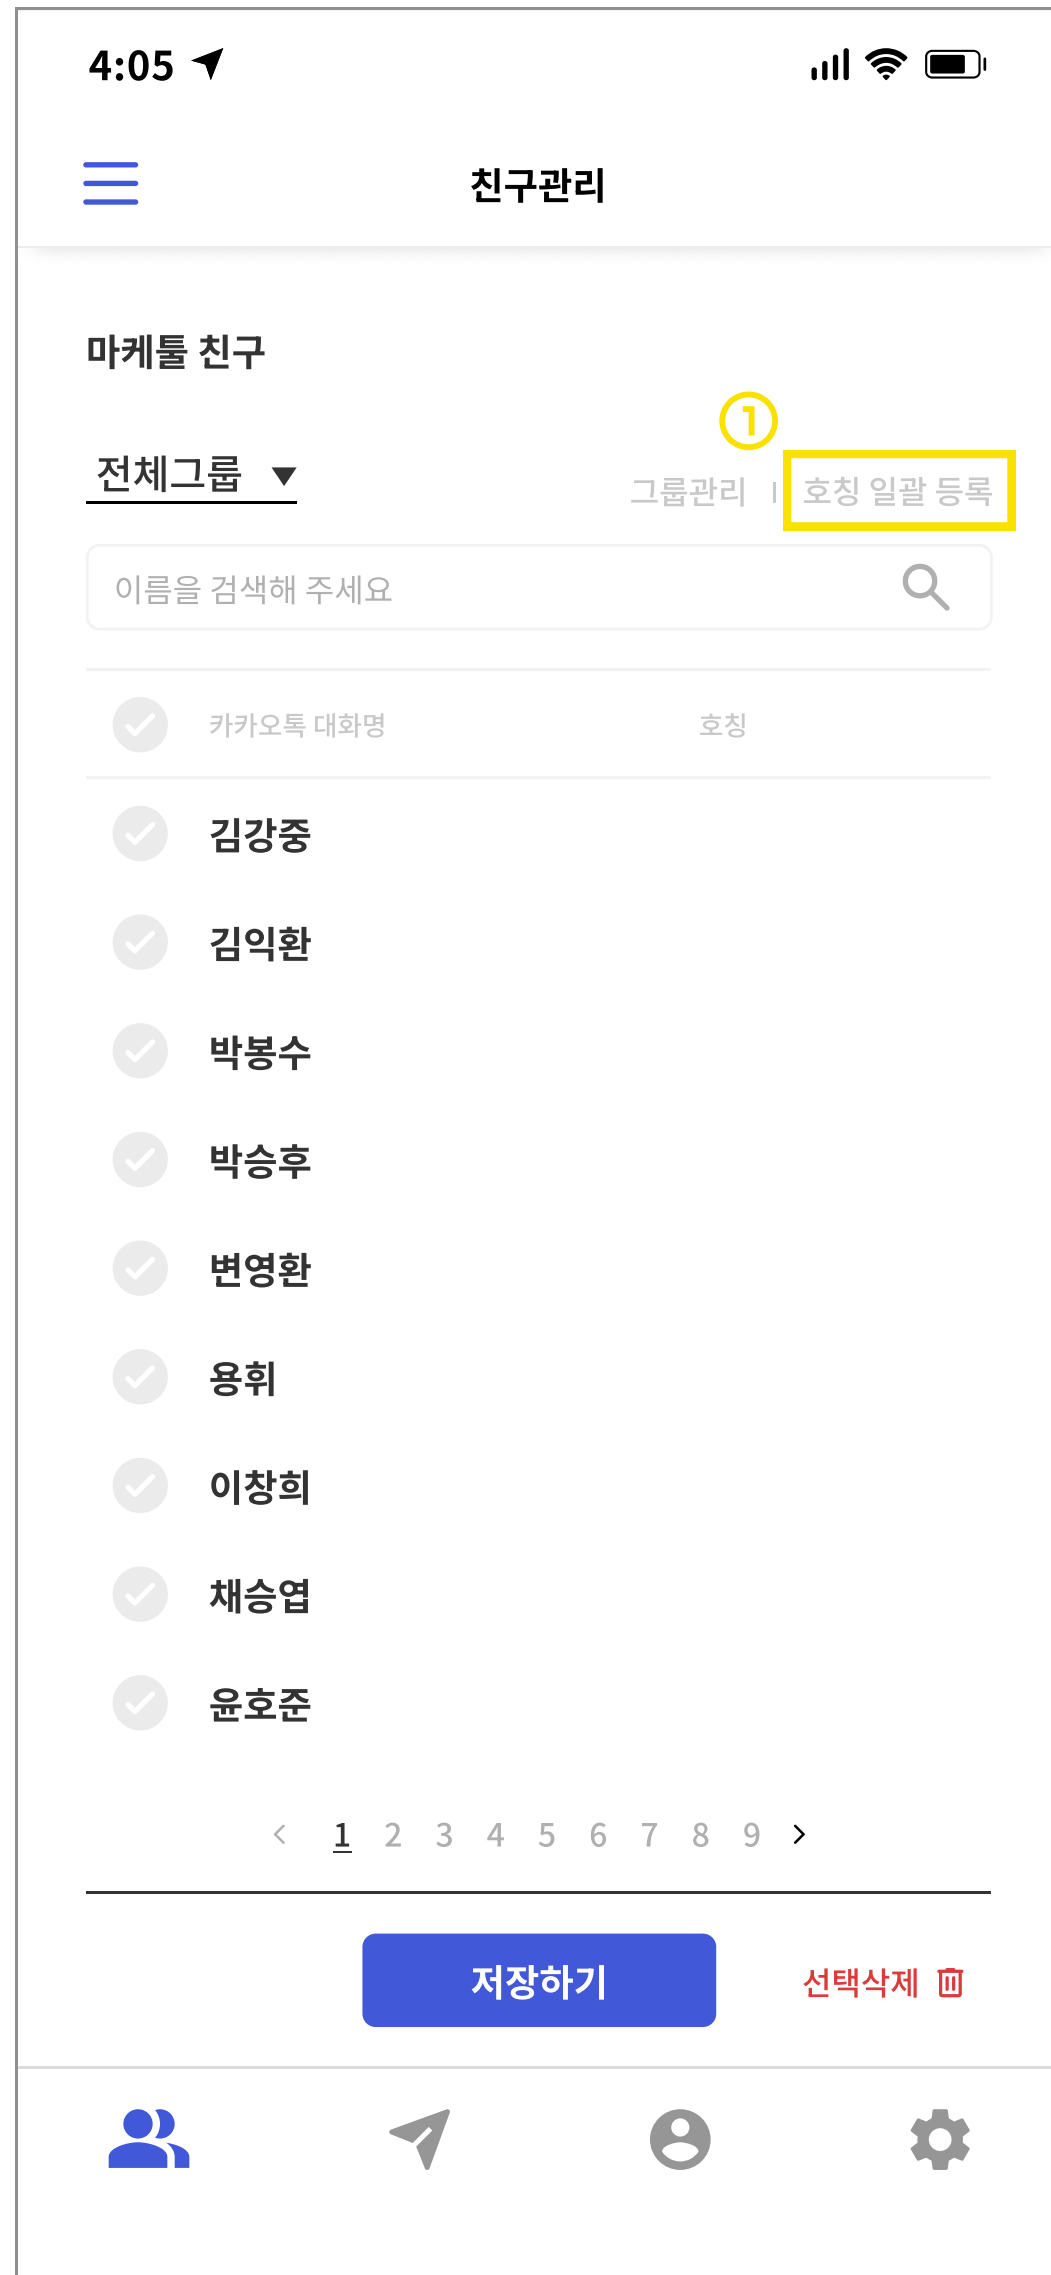 4:05
친구관리
마케툴 친구
①
전체그룹 ▼
그룹관리 | 호칭 일괄 등록
이름을 검색해 주세요
카카오톡 대화명 호칭
김강중
김익환
박봉수
박승후
변영환
용휘
이창희
채승엽
윤호준
< 1 2 3 4 5 6 7 8 9 >
저장하기 선택삭제